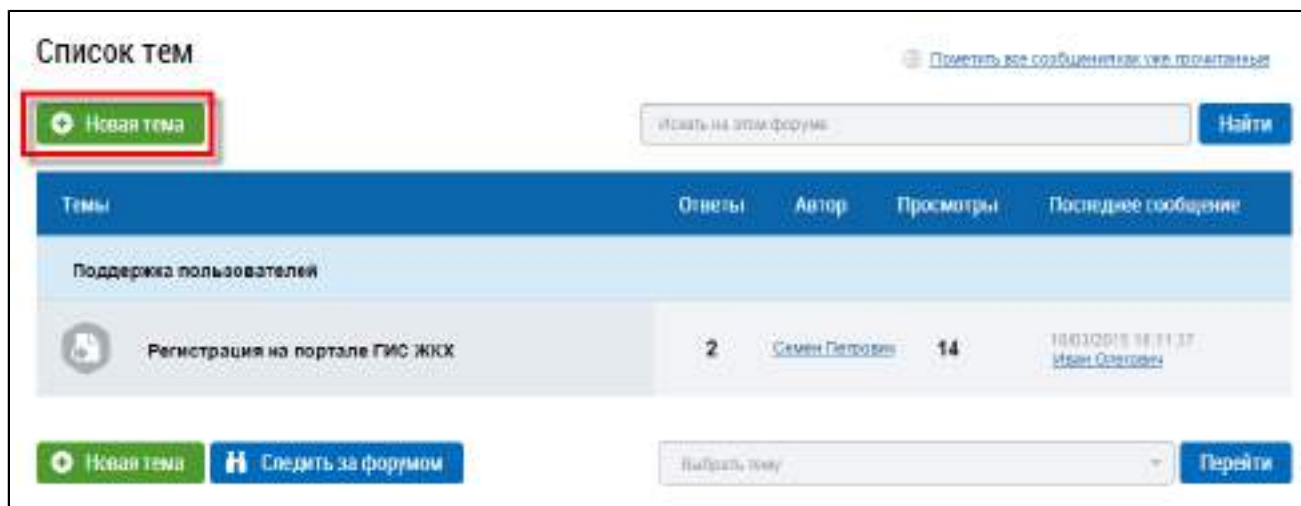 Список тем
Пометить все сообщения как уже прочитанные
Новая тема
Искать на этом форуме
Найти
Темы Ответы Автор Просмотры Последнее сообщение
Поддержка пользователей
Регистрация на портале ГИС ЖКХ 2 Семен Петрович 14
Иван Олегович
Новая тема Следить за форумом Выбрать тему Перейти